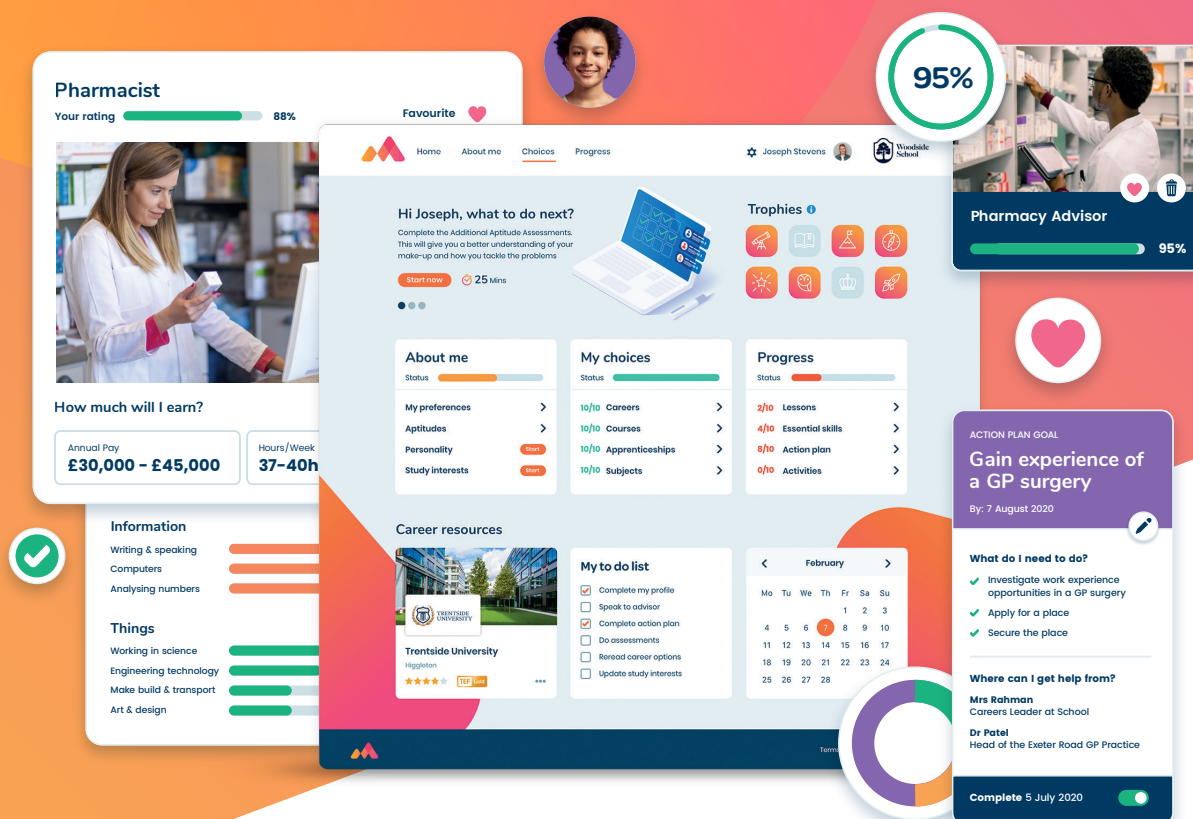 Pharmacist
Your rating 88%
Favourite
How much will I earn?
Annual Pay
£30,000 - £45,000
Hours/Week
37-40h
Information
Writing & speaking
Computers
Analysing numbers
Things
Working in science
Engineering technology
Make build & transport
Art & design
Home About me Choices Progress
Joseph Stevens
Woodside
School
Hi Joseph, what to do next?
Complete the Additional Aptitude Assessments.
This will give you a better understanding of your
make-up and how you tackle the problems
Start now 25 Mins
Trophies
About me
Status
My preferences
Aptitudes
Personality Start
Study interests Start
My choices
Status
10/10 Careers
10/10 Courses
10/10 Apprenticeships
10/10 Subjects
Progress
Status
2/10 Lessons
4/10 Essential skills
8/10 Action plan
0/10 Activities
Career resources
TRENTSIDE
UNIVERSITY
Trentside University
Higgleton
TEF Gold
My to do list
Complete my profile
Speak to advisor
Complete action plan
Do assessments
Reread career options
Update study interests
February
Mo Tu We Th Fr Sa Su
1 2 3
4 5 6 7 8 9 10
11 12 13 14 15 16 17
18 19 20 21 22 23 24
25 26 27 28
Terms
95%
Pharmacy Advisor
95%
ACTION PLAN GOAL
Gain experience of
a GP surgery
By: 7 August 2020
What do I need to do?
Investigate work experience
opportunities in a GP surgery
Apply for a place
Secure the place
Where can I get help from?
Mrs Rahman
Careers Leader at School
Dr Patel
Head of the Exeter Road GP Practice
Complete 5 July 2020